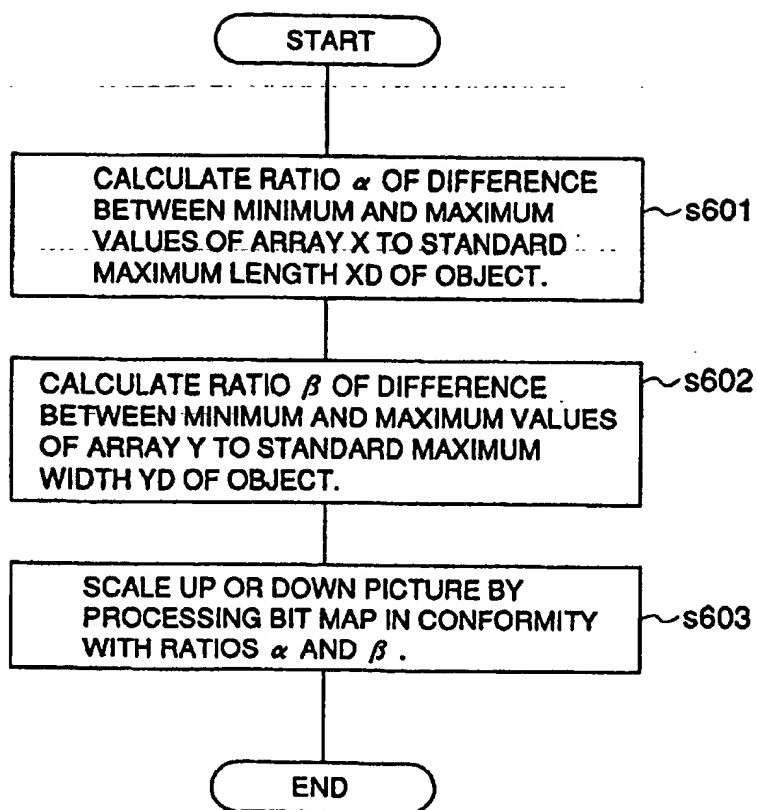 START
CALCULATE RATIO α OF DIFFERENCE
BETWEEN MINIMUM AND MAXIMUM
VALUES OF ARRAY X TO STANDARD
MAXIMUM LENGTH XD OF OBJECT.
s601
CALCULATE RATIO β OF DIFFERENCE
BETWEEN MINIMUM AND MAXIMUM VALUES
OF ARRAY Y TO STANDARD MAXIMUM
WIDTH YD OF OBJECT.
s602
SCALE UP OR DOWN PICTURE BY
PROCESSING BIT MAP IN CONFORMITY
WITH RATIOS α AND β .
s603
END